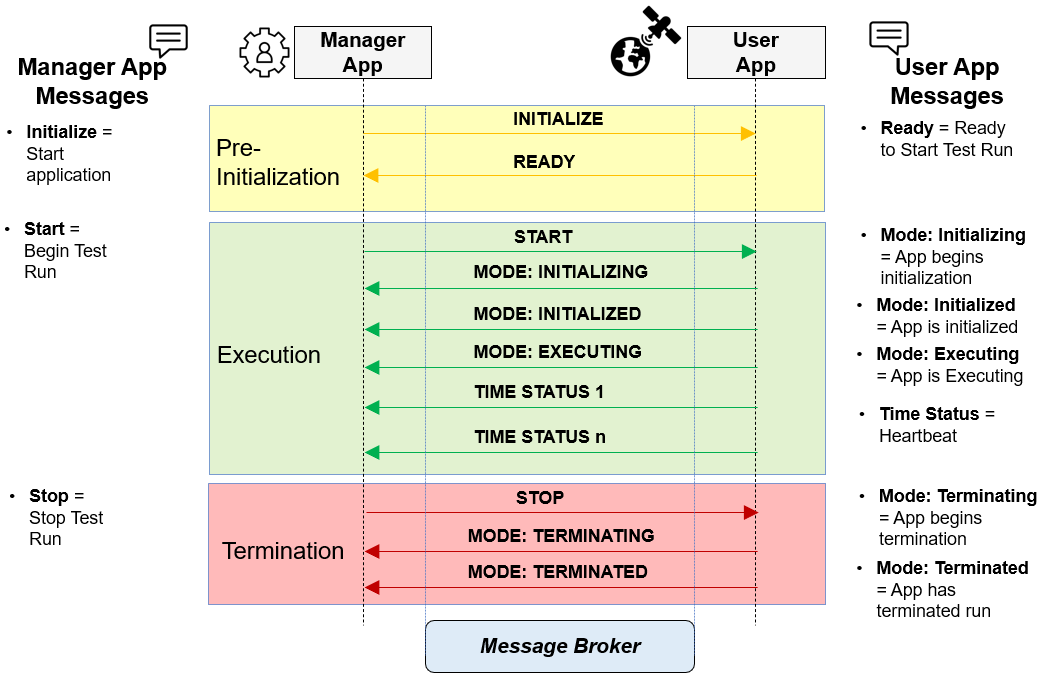 Manager App
Messages
• Initialize =
Start
application
• Start =
Begin Test
Run
• Stop =
Stop Test
Run
Manager
App
User
App
Pre-
Initialization
INITIALIZE
READY
Execution
START
MODE: INITIALIZING
MODE: INITIALIZED
MODE: EXECUTING
TIME STATUS 1
TIME STATUS n
Termination
STOP
MODE: TERMINATING
MODE: TERMINATED
Message Broker
User App
Messages
• Ready = Ready
to Start Test Run
• Mode: Initializing
= App begins
initialization
• Mode: Initialized
= App is initialized
• Mode: Executing
= App is Executing
• Time Status =
Heartbeat
• Mode: Terminating
= App begins
termination
• Mode: Terminated
= App has
terminated run